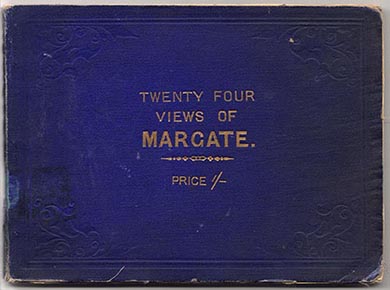 TWENTY FOUR
VIEWS OF
MARGATE.
PRICE 1/–